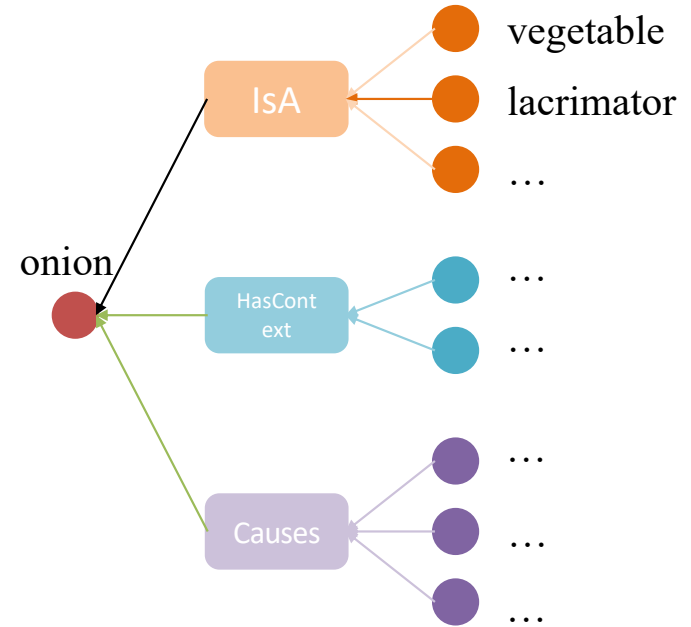 vegetable
IsA
lacrimator
…
onion
…
HasCont
ext
…
…
Causes
…
…